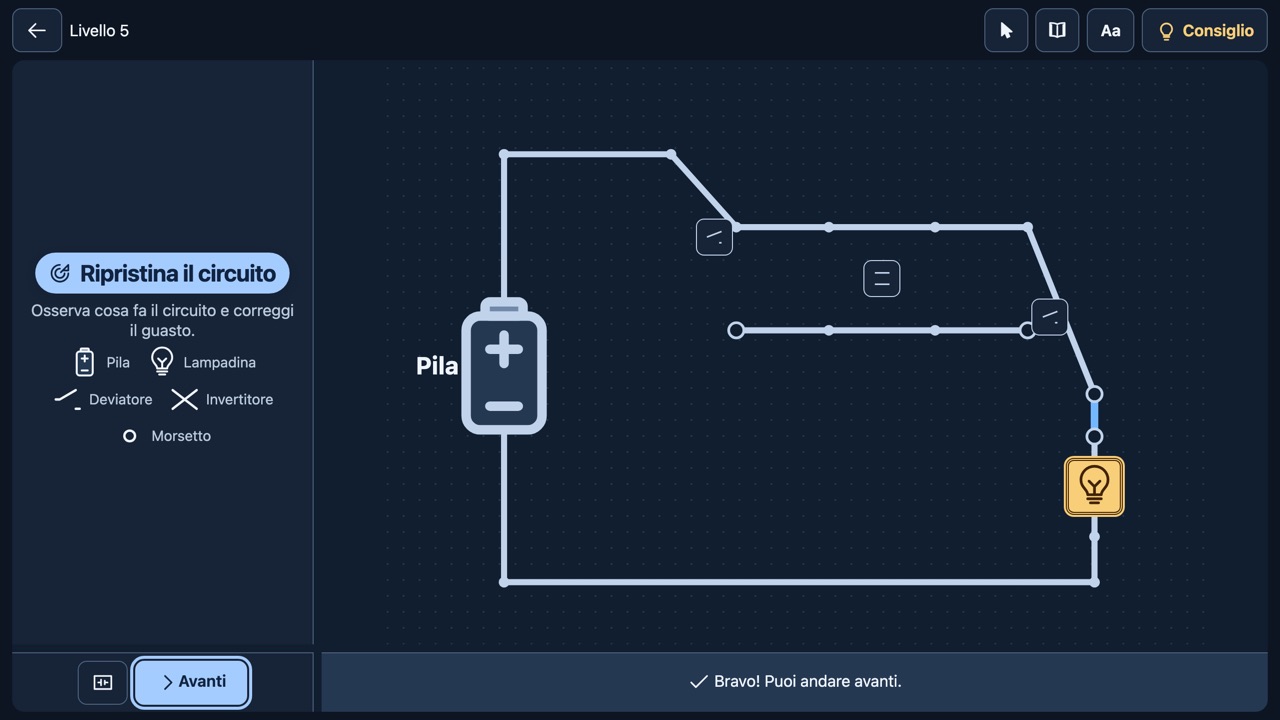 Livello 5
Aa
Consiglio
Ripristina il circuito
Osserva cosa fa il circuito e correggi
il guasto.
Pila
Lampadina
Deviatore
Invertitore
Morsetto
Pila
Avanti
Bravo! Puoi andare avanti.